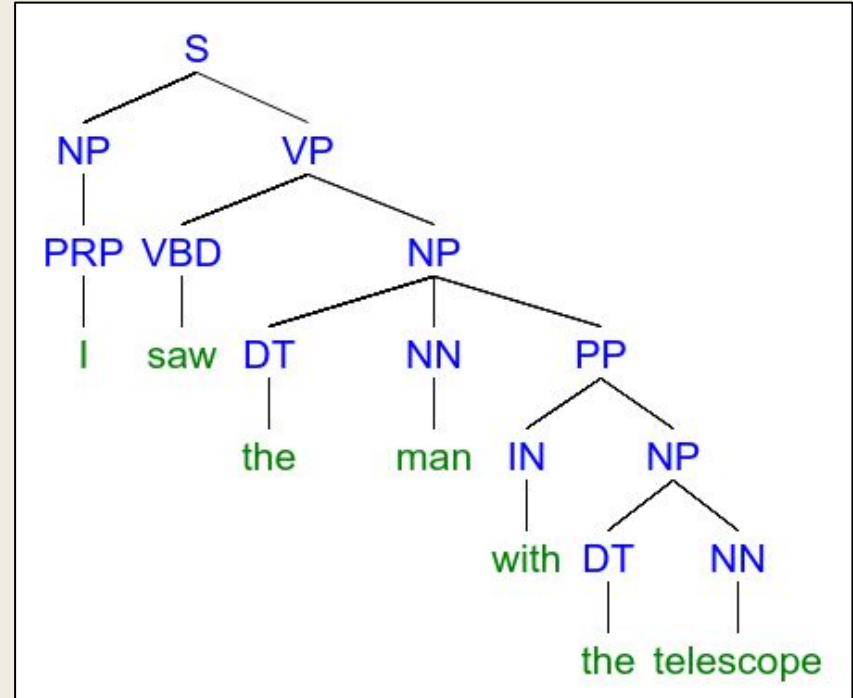 S
NP VP
PRP VBD NP
I saw DT NN PP
the man IN NP
with DT NN
the telescope